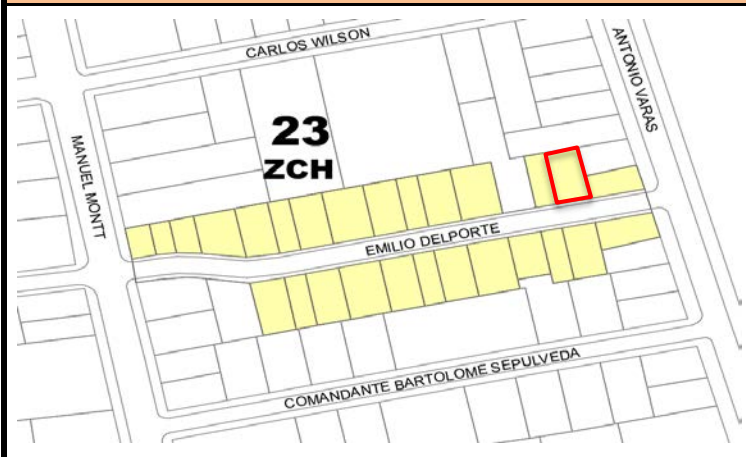 CARLOS WILSON
ANTONIO VARAS
MANUEL MONTT
23
ZCH
EMILIO DELPORTE
COMANDANTE BARTOLOME SEPULVEDA